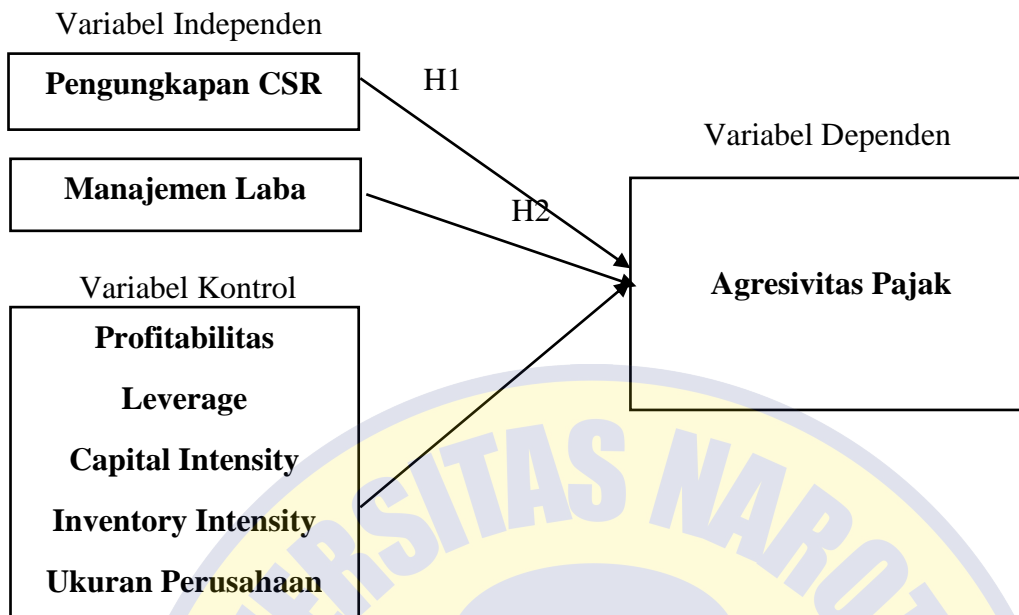 Variabel Independen
Pengungkapan CSR
H1
Variabel Dependen
Manajemen Laba
H2
Agresivitas Pajak
Variabel Kontrol
Profitabilitas
Leverage
Capital Intensity
Inventory Intensity
Ukuran Perusahaan